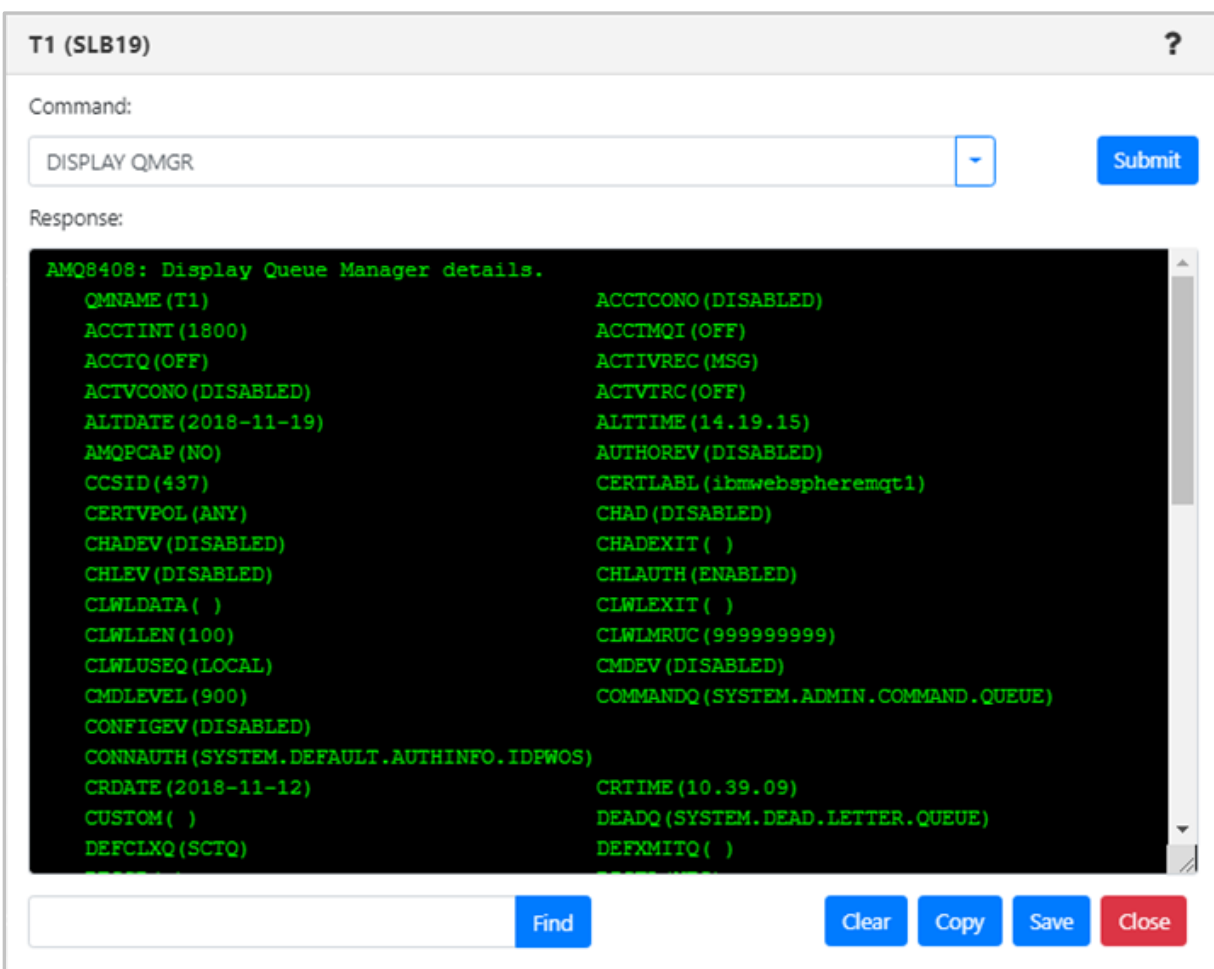 T1 (SLB19) ?
Command:
DISPLAY QMGR Submit
Response:
AMQ8408: Display Queue Manager details.
QMNAME(T1) ACCTCONO(DISABLED)
ACCTINT(1800) ACCTMQI(OFF)
ACCTQ(OFF) ACTIVREC(MSG)
ACTVCONO(DISABLED) ACTVTRC(OFF)
ALTDATE(2018-11-19) ALTTIME(14.19.15)
AMQPCAP(NO) AUTHOREV(DISABLED)
CCSID(437) CERTLABL(ibmwebspheremqt1)
CERTVPOL(ANY) CHAD(DISABLED)
CHADEV(DISABLED) CHADEXIT( )
CHLEV(DISABLED) CHLAUTH(ENABLED)
CLWLDATA( ) CLWLEXIT( )
CLWLLEN(100) CLWLMRUC(999999999)
CLWLUSEQ(LOCAL) CMDEV(DISABLED)
CMDLEVEL(900) COMMANDQ(SYSTEM.ADMIN.COMMAND.QUEUE)
CONFIGEV(DISABLED)
CONNAUTH(SYSTEM.DEFAULT.AUTHINFO.IDPWOS)
CRDATE(2018-11-12) CRTIME(10.39.09)
CUSTOM( ) DEADQ(SYSTEM.DEAD.LETTER.QUEUE)
DEFCLXQ(SCTQ) DEFXMITQ( )
Find Clear Copy Save Close